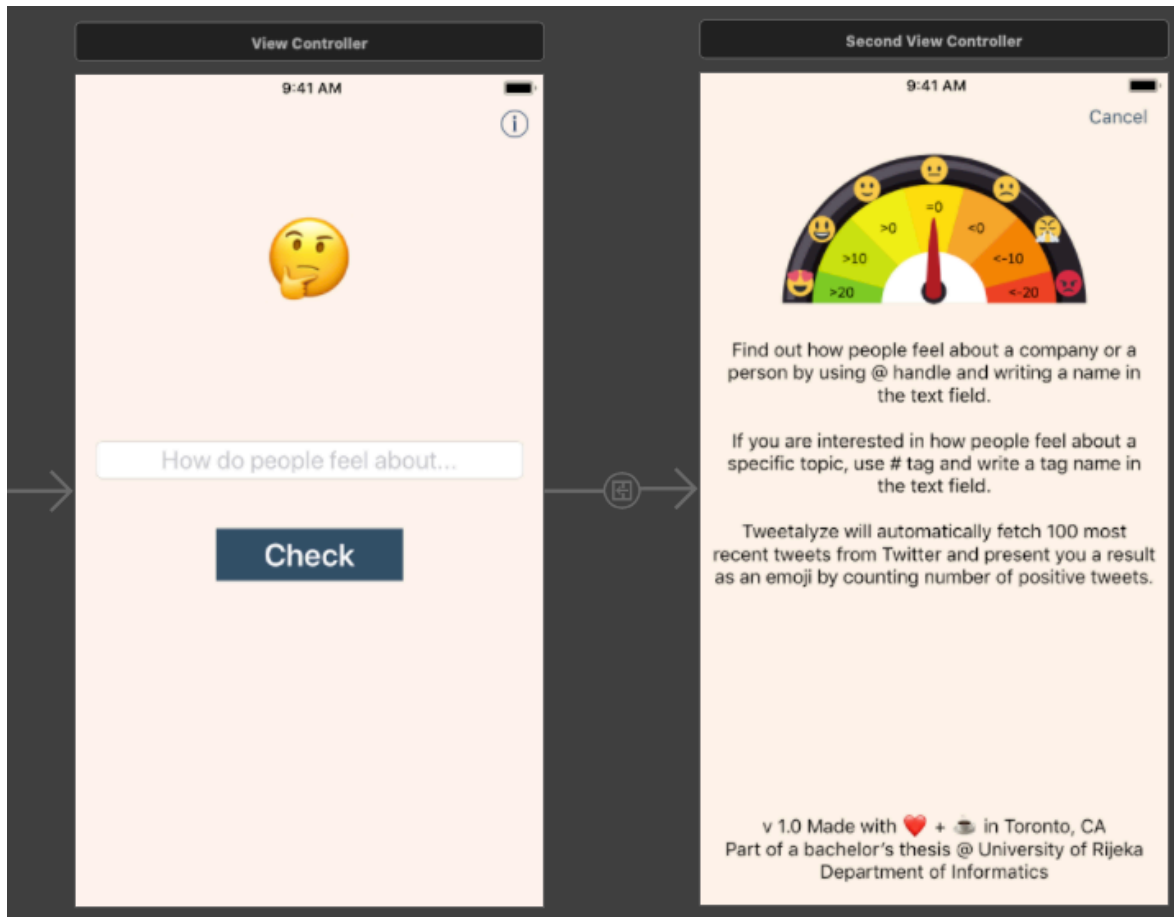 View Controller
9:41 AM
How do people feel about...
Check
Second View Controller
9:41 AM
Cancel
=0
>0
<0
>10
<-10
>20
<-20
Find out how people feel about a company or a
person by using @ handle and writing a name in
the text field.
If you are interested in how people feel about a
specific topic, use # tag and write a tag name in
the text field.
Tweetalyze will automatically fetch 100 most
recent tweets from Twitter and present you a result
as an emoji by counting number of positive tweets.
v 1.0 Made with ❤️ + ☕ in Toronto, CA
Part of a bachelor's thesis @ University of Rijeka
Department of Informatics